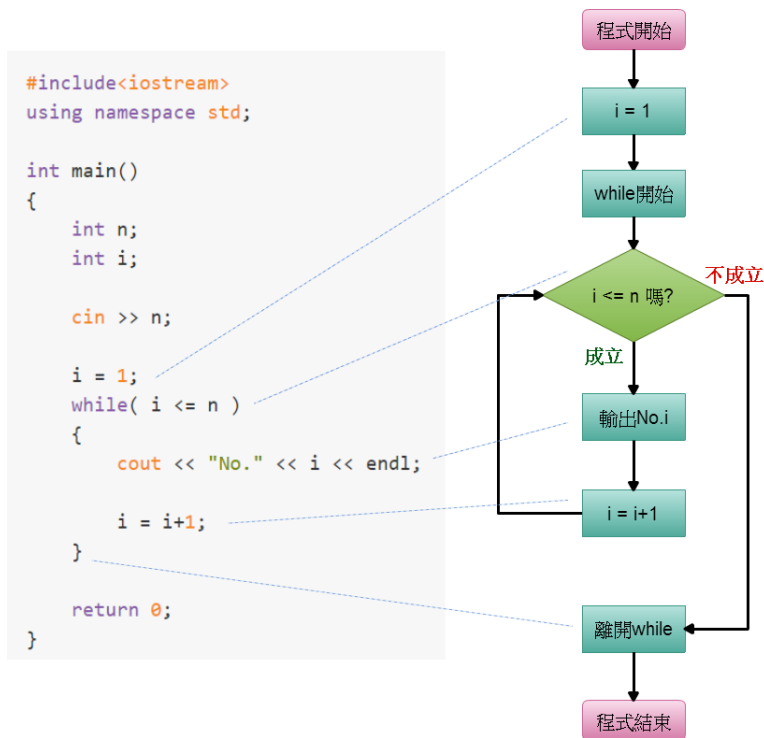 #include<iostream>
using namespace std;
int main()
{
int n;
int i;
cin >> n;
i = 1;
while( i <= n )
{
cout << "No." << i << endl;
i = i+1;
}
return 0;
}
程式開始
i = 1
while開始
i <= n 嗎?
不成立
成立
輸出No.i
i = i+1
離開while
程式結束